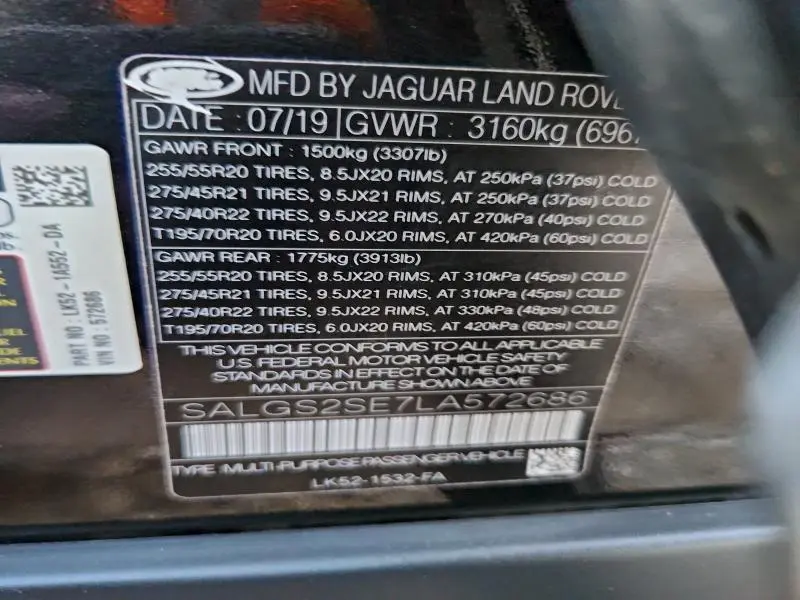 MFD BY JAGUAR LAND ROVE
DATE : 07/19 GVWR : 3160kg (696
GAWR FRONT : 1500kg (3307lb)
255/55R20 TIRES, 8.5JX20 RIMS, AT 250kPa (37psi) COLD
275/45R21 TIRES, 9.5JX21 RIMS, AT 250kPa (37psi) COLD
275/40R22 TIRES, 9.5JX22 RIMS, AT 270kPa (40psi) COLD
T195/70R20 TIRES, 6.0JX20 RIMS, AT 420kPa (60psi) COLD
GAWR REAR : 1775kg (3913lb)
255/55R20 TIRES, 8.5JX20 RIMS, AT 310kPa (45psi) COLD
275/45R21 TIRES, 9.5JX21 RIMS, AT 310kPa (45psi) COLD
275/40R22 TIRES, 9.5JX22 RIMS, AT 330kPa (48psi) COLD
T195/70R20 TIRES, 6.0JX20 RIMS, AT 420kPa (60psi) COLD
THIS VEHICLE CONFORMS TO ALL APPLICABLE
U.S. FEDERAL MOTOR VEHICLE SAFETY
STANDARDS IN EFFECT ON THE DATE OF
MANUFACTURE SHOWN ABOVE
SALGS2SE7LA572686
TYPE : MULTI-PURPOSE PASSENGER VEHICLE
LK52-1532-FA
PART NO : LK52-1A552-DA
VIN NO : 572686